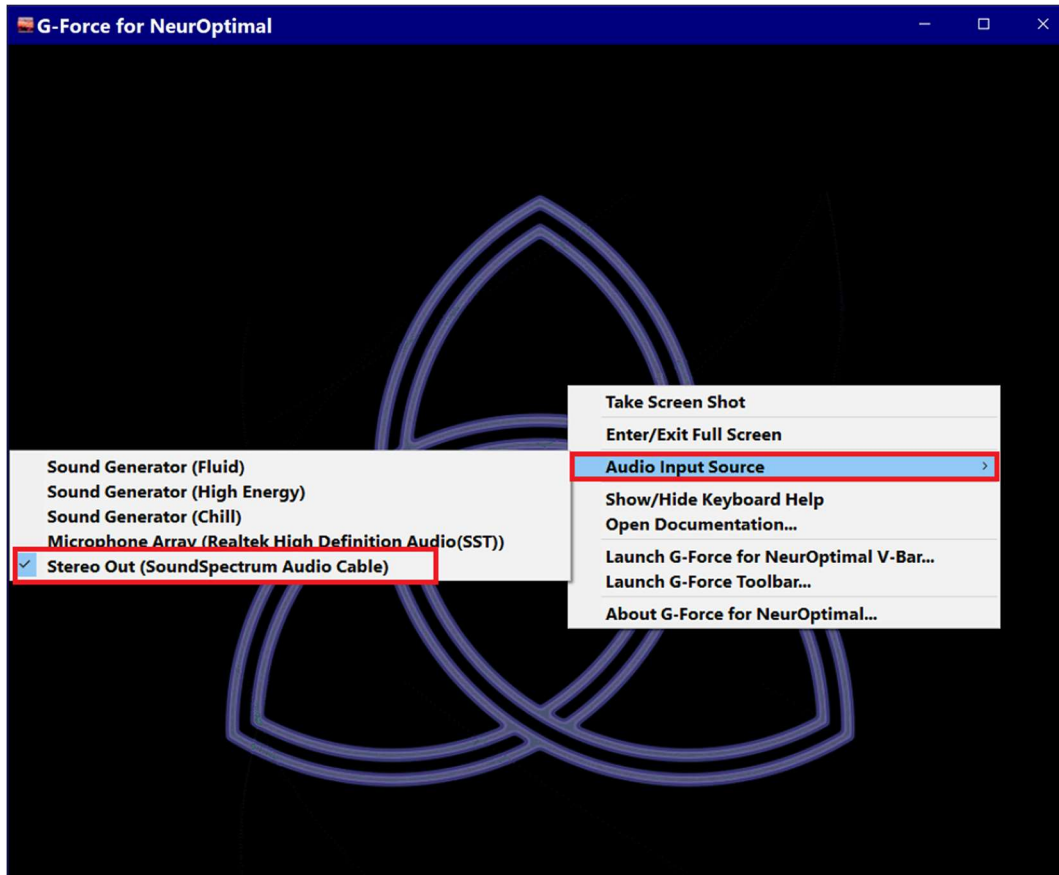 G-Force for NeurOptimal
Take Screen Shot
Enter/Exit Full Screen
Audio Input Source
Show/Hide Keyboard Help
Open Documentation...
Launch G-Force for NeurOptimal V-Bar...
Launch G-Force Toolbar...
About G-Force for NeurOptimal...
Sound Generator (Fluid)
Sound Generator (High Energy)
Sound Generator (Chill)
Microphone Array (Realtek High Definition Audio(SST))
Stereo Out (SoundSpectrum Audio Cable)